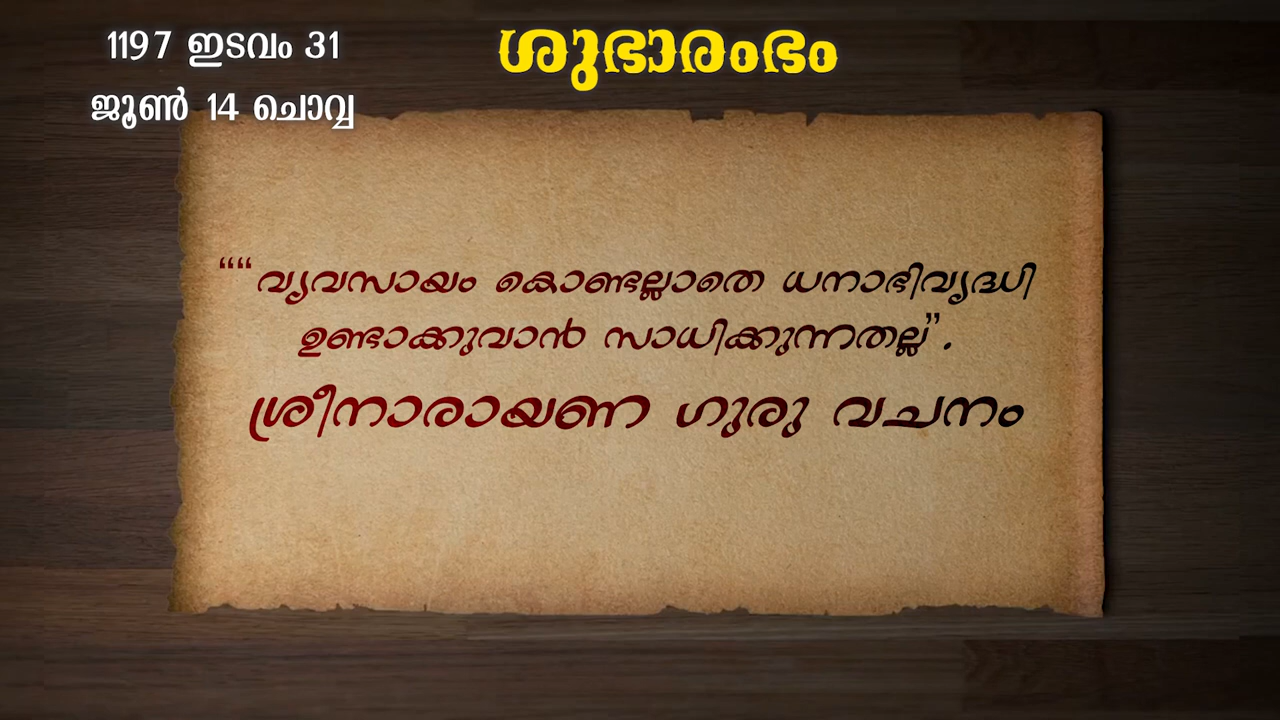 1197 ഇടവം 31
ശുഭാരംഭം
ജൂൺ 14 ചൊവ്വ
““വ്യവസായം കൊണ്ടല്ലാതെ ധനാഭിവൃദ്ധി
ഉണ്ടാക്കുവാൻ സാധിക്കുന്നതല്ല”.
ശ്രീനാരായണ ഗുരു വചനം